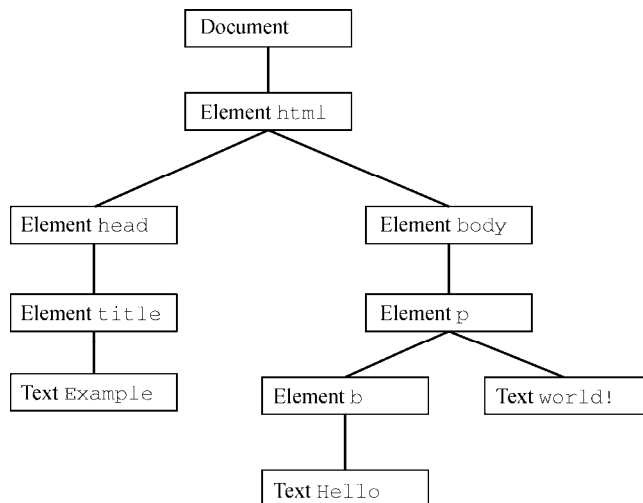 Document
Element html
Element head
Element body
Element title
Element p
Text Example
Element b
Text world!
Text Hello